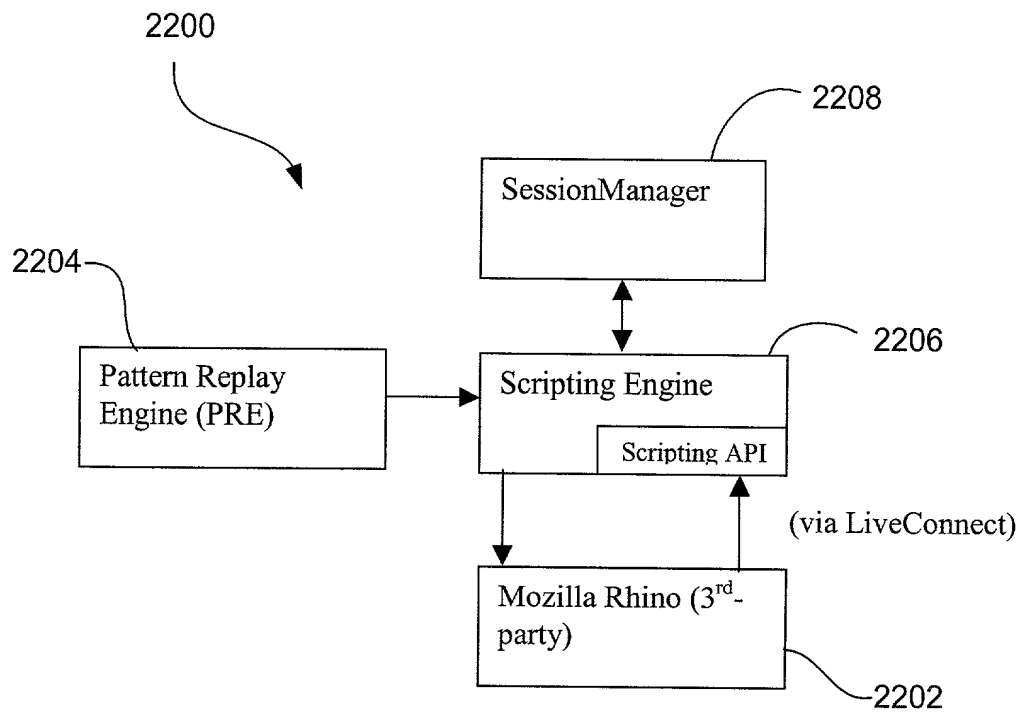 2200
2208
SessionManager
2204
2206
Pattern Replay
Engine (PRE)
Scripting Engine
Scripting API
(via LiveConnect)
Mozilla Rhino (3rd-
party)
2202